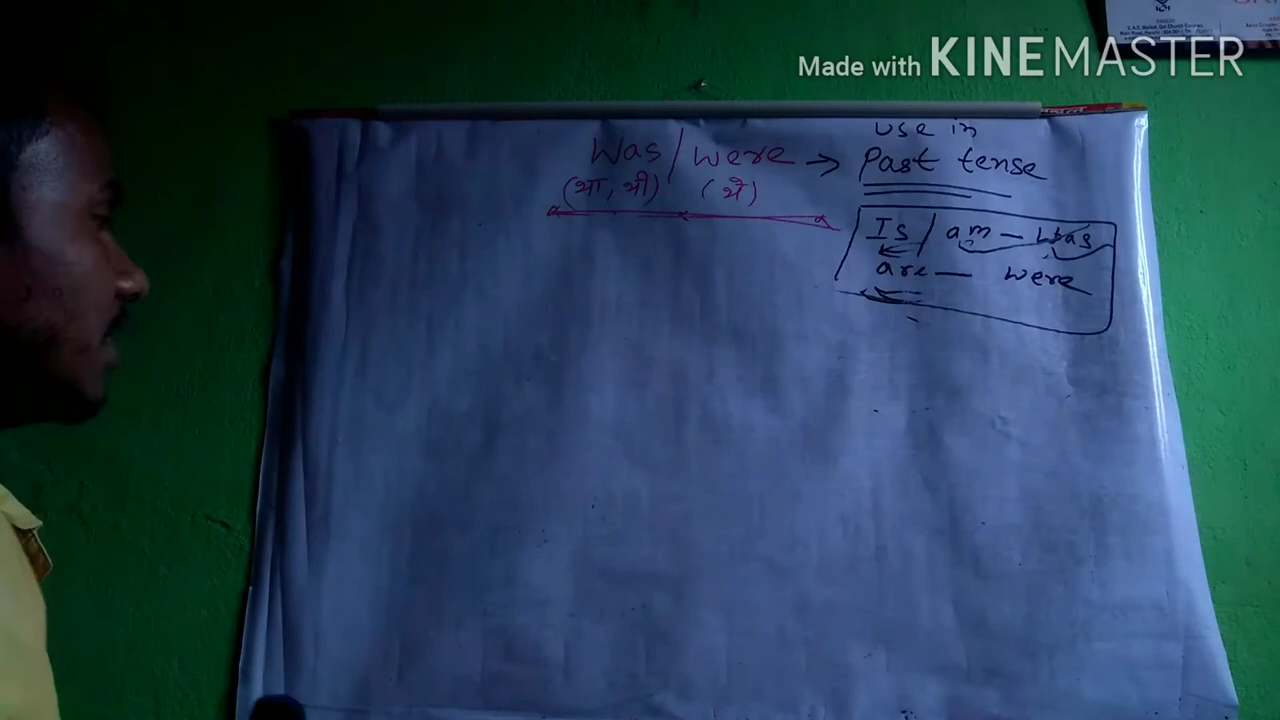 Made with KINEMASTER
Was / were → use in Past tense
(था, थी) (थे)
Is / am — was
are — were